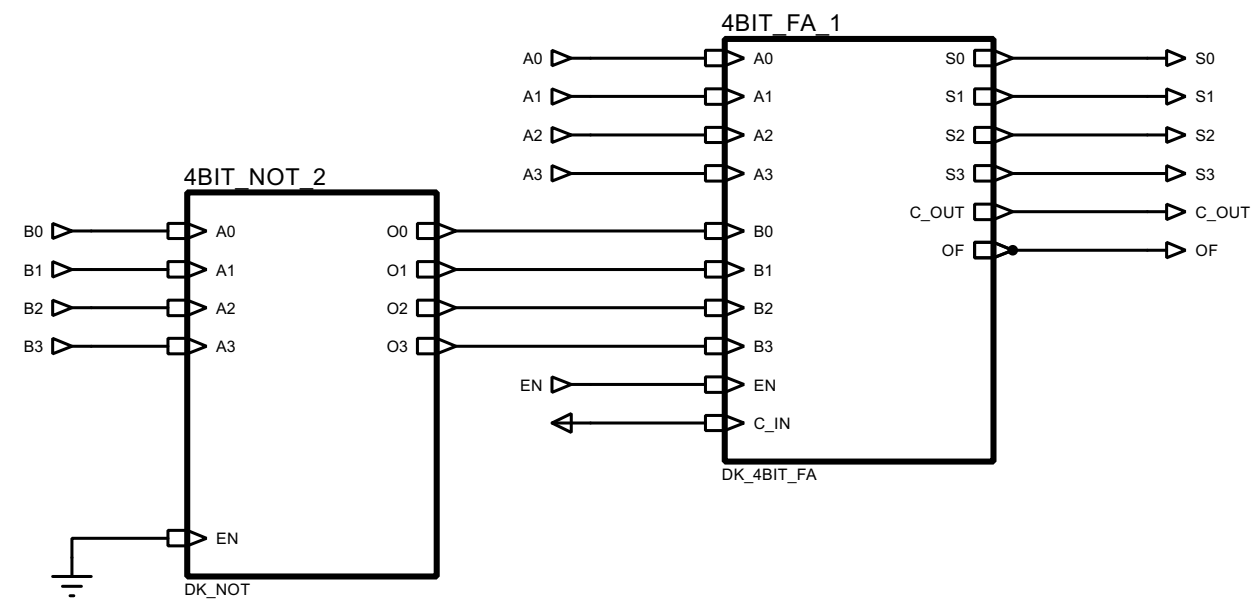 4BIT_FA_1
A0 A0 S0 S0
A1 A1 S1 S1
A2 A2 S2 S2
A3 A3 S3 S3
4BIT_NOT_2
C_OUT C_OUT
B0 A0 O0 B0
OF OF
B1 A1 O1 B1
B2 A2 O2 B2
B3 A3 O3 B3
EN EN
C_IN
DK_4BIT_FA
EN
DK_NOT